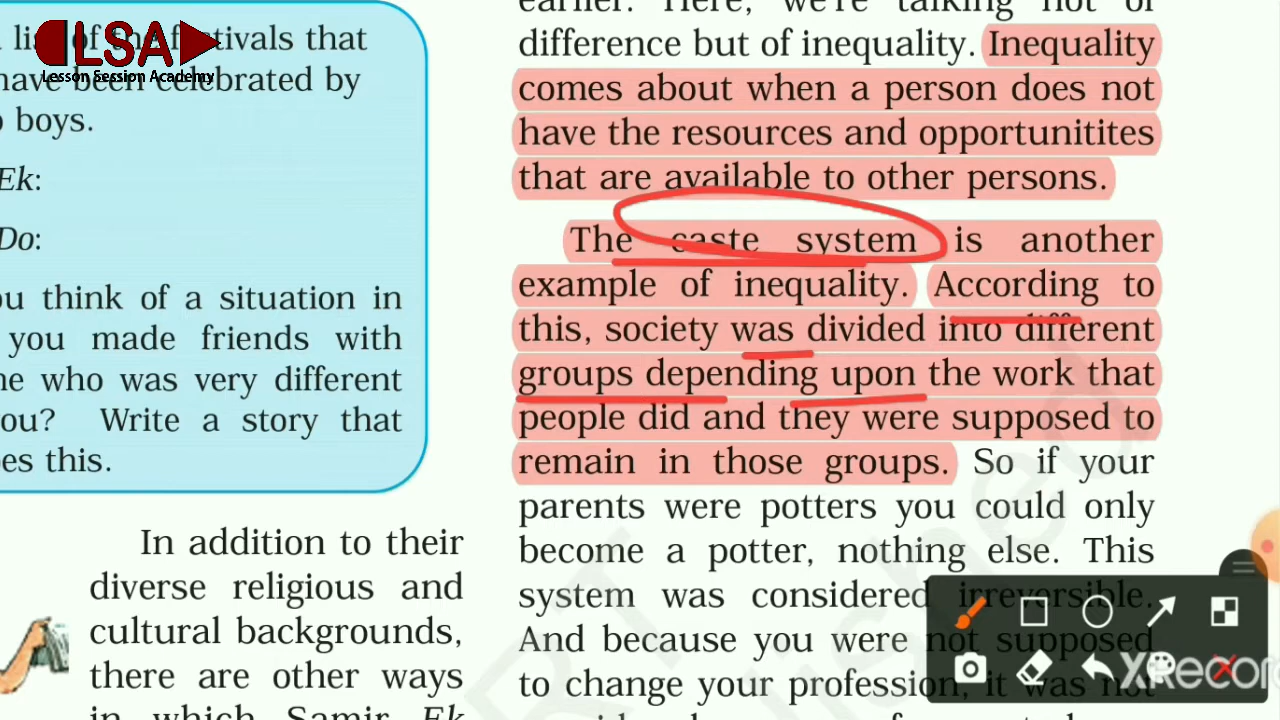 LSA
Lesson Session Academy
of festivals that
have been celebrated by
boys.
Ek:
Do:
think of a situation in
you made friends with
who was very different
you? Write a story that
this.
In addition to their
diverse religious and
cultural backgrounds,
there are other ways
in which Samir Ek
earlier. Here, we're talking not of
difference but of inequality. Inequality
comes about when a person does not
have the resources and opportunitites
that are available to other persons.
The caste system is another
example of inequality. According to
this, society was divided into different
groups depending upon the work that
people did and they were supposed to
remain in those groups. So if your
parents were potters you could only
become a potter, nothing else. This
system was considered irreversible.
And because you were not supposed
to change your profession, it was not
XRecor